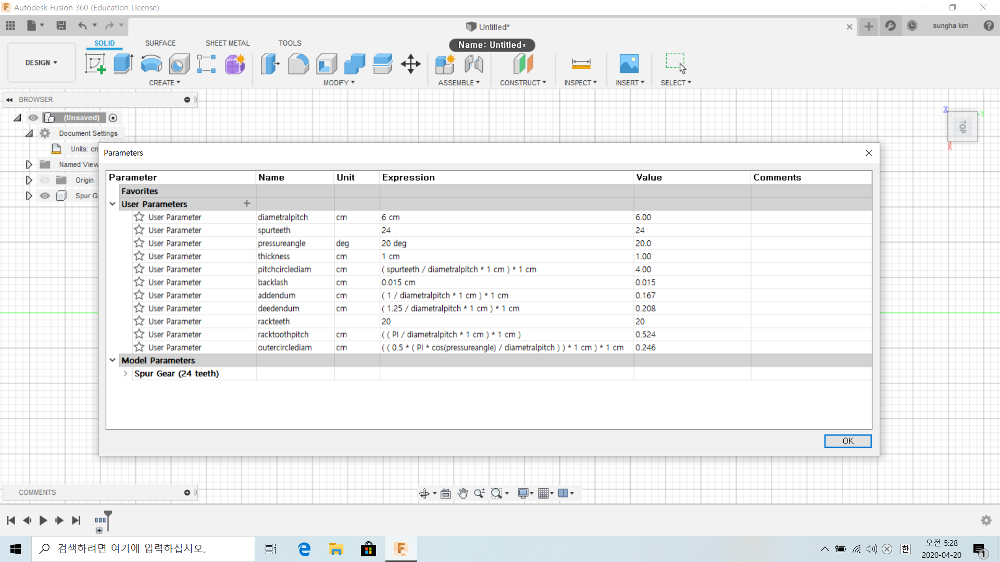 Autodesk Fusion 360 (Education License)
Untitled*
sungha kim
SOLID SURFACE SHEET METAL TOOLS
Name: Untitled*
DESIGN
CREATE MODIFY ASSEMBLE CONSTRUCT INSPECT INSERT SELECT
BROWSER
(Unsaved)
Document Settings
Units: cm
Named View
Origin
Spur G
Z
Y
TOP
X
Parameters
Parameter Name Unit Expression Value Comments
Favorites
User Parameters
User Parameter diametralpitch cm 6 cm 6.00
User Parameter spurteeth 24 24
User Parameter pressureangle deg 20 deg 20.0
User Parameter thickness cm 1 cm 1.00
User Parameter pitchcirclediam cm ( spurteeth / diametralpitch * 1 cm ) * 1 cm 4.00
User Parameter backlash cm 0.015 cm 0.015
User Parameter addendum cm ( 1 / diametralpitch * 1 cm ) * 1 cm 0.167
User Parameter deedendum cm ( 1.25 / diametralpitch * 1 cm ) * 1 cm 0.208
User Parameter rackteeth 20 20
User Parameter racktoothpitch cm ( ( PI / diametralpitch * 1 cm ) * 1 cm ) 0.524
User Parameter outercirclediam cm ( ( 0.5 * ( PI * cos(pressureangle) / diametralpitch ) ) * 1 cm ) * 1 cm 0.246
Model Parameters
Spur Gear (24 teeth)
OK
COMMENTS
검색하려면 여기에 입력하십시오.
한
오전 5:28
2020-04-20
1